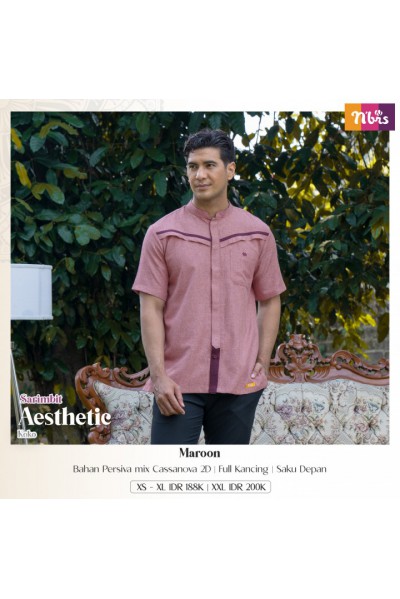 Nbrs
Sarimbit
Aesthetic
Koko
Maroon
Bahan Persiva mix Cassanova 2D | Full Kancing | Saku Depan
XS - XL IDR 188K | XXL IDR 200K